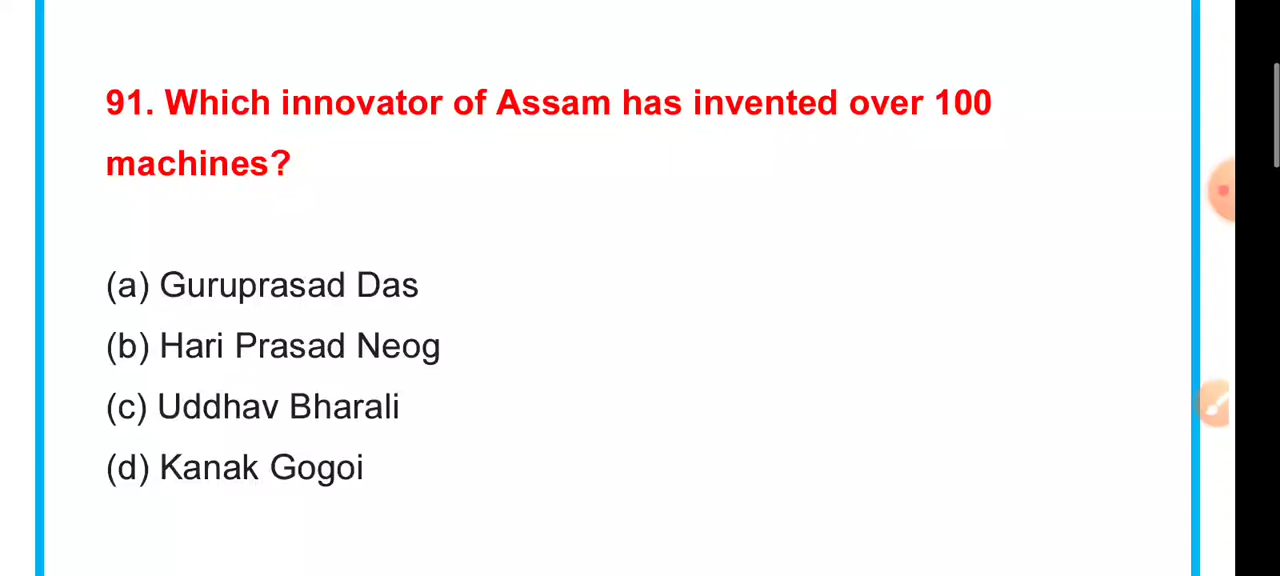 91. Which innovator of Assam has invented over 100
machines?
(a) Guruprasad Das
(b) Hari Prasad Neog
(c) Uddhav Bharali
(d) Kanak Gogoi